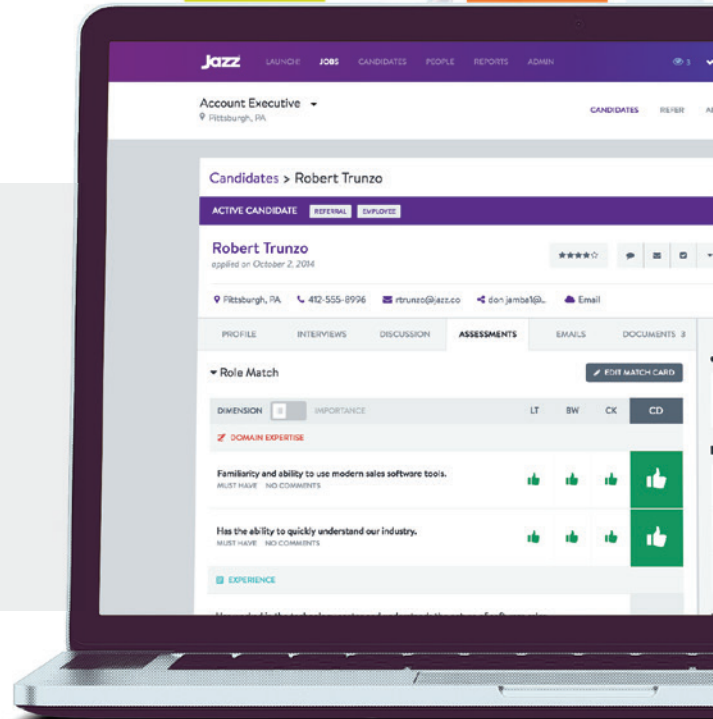 Jazz LAUNCH JOBS CANDIDATES PEOPLE REPORTS ADMIN 3
Account Executive
Pittsburgh, PA
CANDIDATES REFER
Candidates > Robert Trunzo
ACTIVE CANDIDATE REFERRAL EMPLOYEE
Robert Trunzo
applied on October 2, 2014
Pittsburgh, PA 412-555-8996 rtrunzo@jazz.co don jamba1@... Email
PROFILE INTERVIEWS DISCUSSION ASSESSMENTS EMAILS DOCUMENTS 3
Role Match EDIT MATCH CARD
DIMENSION IMPORTANCE LT BW CK CD
DOMAIN EXPERTISE
Familiarity and ability to use modern sales software tools.
MUST HAVE NO COMMENTS
Has the ability to quickly understand our industry.
MUST HAVE NO COMMENTS
EXPERIENCE